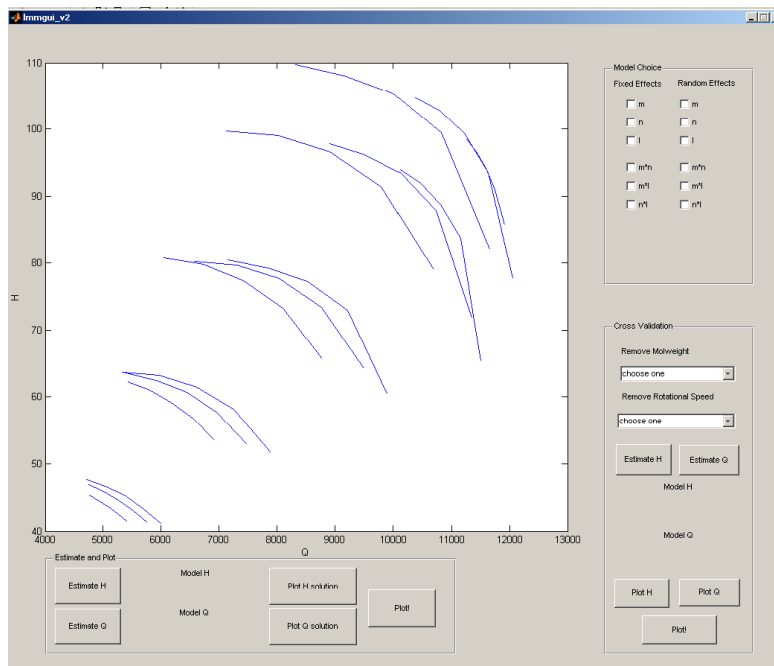 lmmgui_v2
Model Choice
Fixed Effects Random Effects
m m
n n
l l
m*n m*n
m*l m*l
n*l n*l
110
100
90
80
70
60
50
40
H
4000 5000 6000 7000 8000 9000 10000 11000 12000 13000
Q
Cross Validation
Remove Molweight
choose one
Remove Rotational Speed
choose one
Estimate H Estimate Q
Model H
Model Q
Plot H Plot Q
Plot!
Estimate and Plot
Estimate H Model H Plot H solution
Plot!
Estimate Q Model Q Plot Q solution